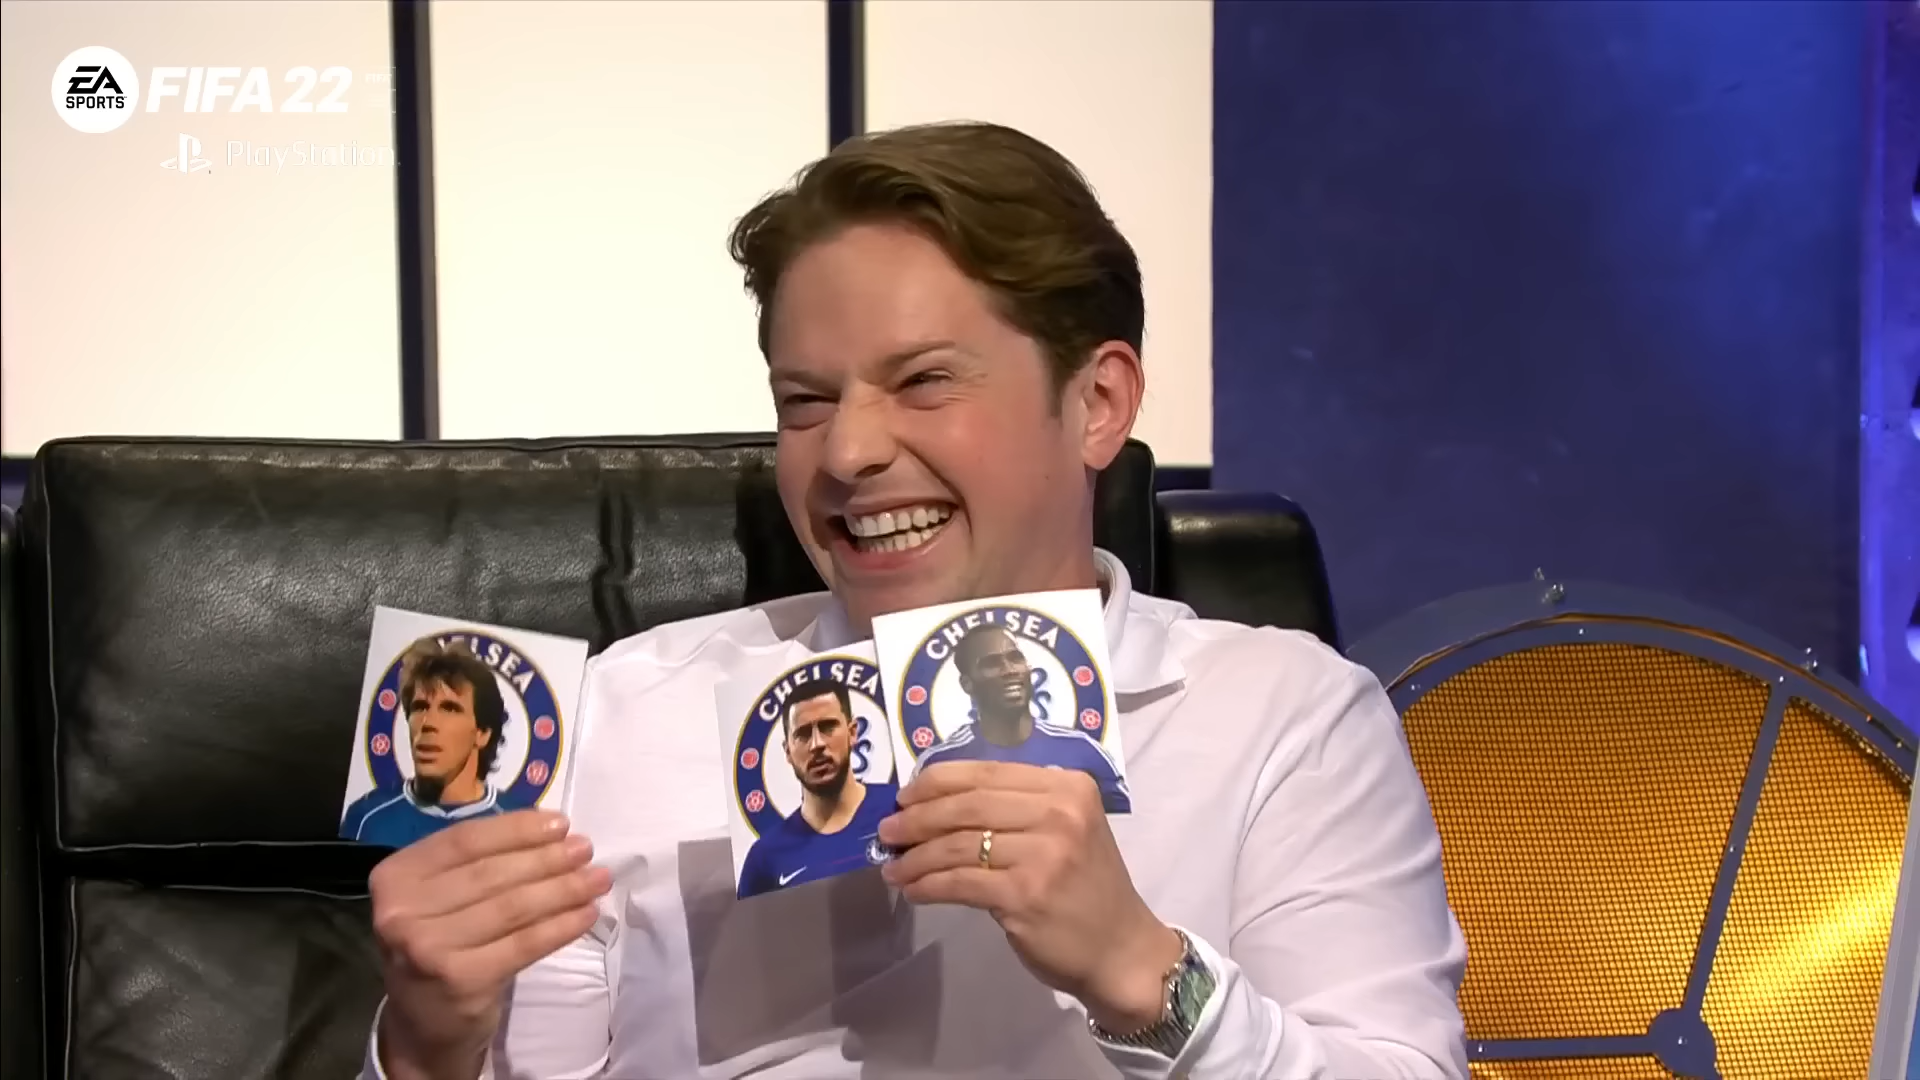 EA
SPORTS
FIFA 22
PlayStation
CHELSEA
CHELSEA
CHELSEA